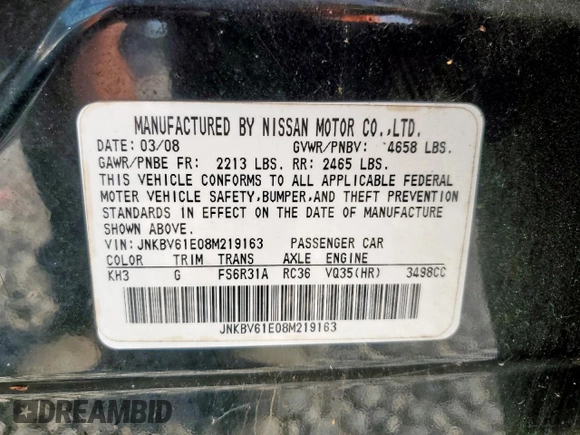 MANUFACTURED BY NISSAN MOTOR CO.,LTD.
DATE: 03/08 GVWR/PNBV: 4658 LBS.
GAWR/PNBE FR: 2213 LBS. RR: 2465 LBS.
THIS VEHICLE CONFORMS TO ALL APPLICABLE FEDERAL
MOTOR VEHICLE SAFETY,BUMPER,AND THEFT PREVENTION
STANDARDS IN EFFECT ON THE DATE OF MANUFACTURE
SHOWN ABOVE.
VIN:JNKBV61E08M219163 PASSENGER CAR
COLOR TRIM TRANS AXLE ENGINE
KH3 G FS6R31A RC36 VQ35(HR) 3498CC
JNKBV61E08M219163
DREAMBID